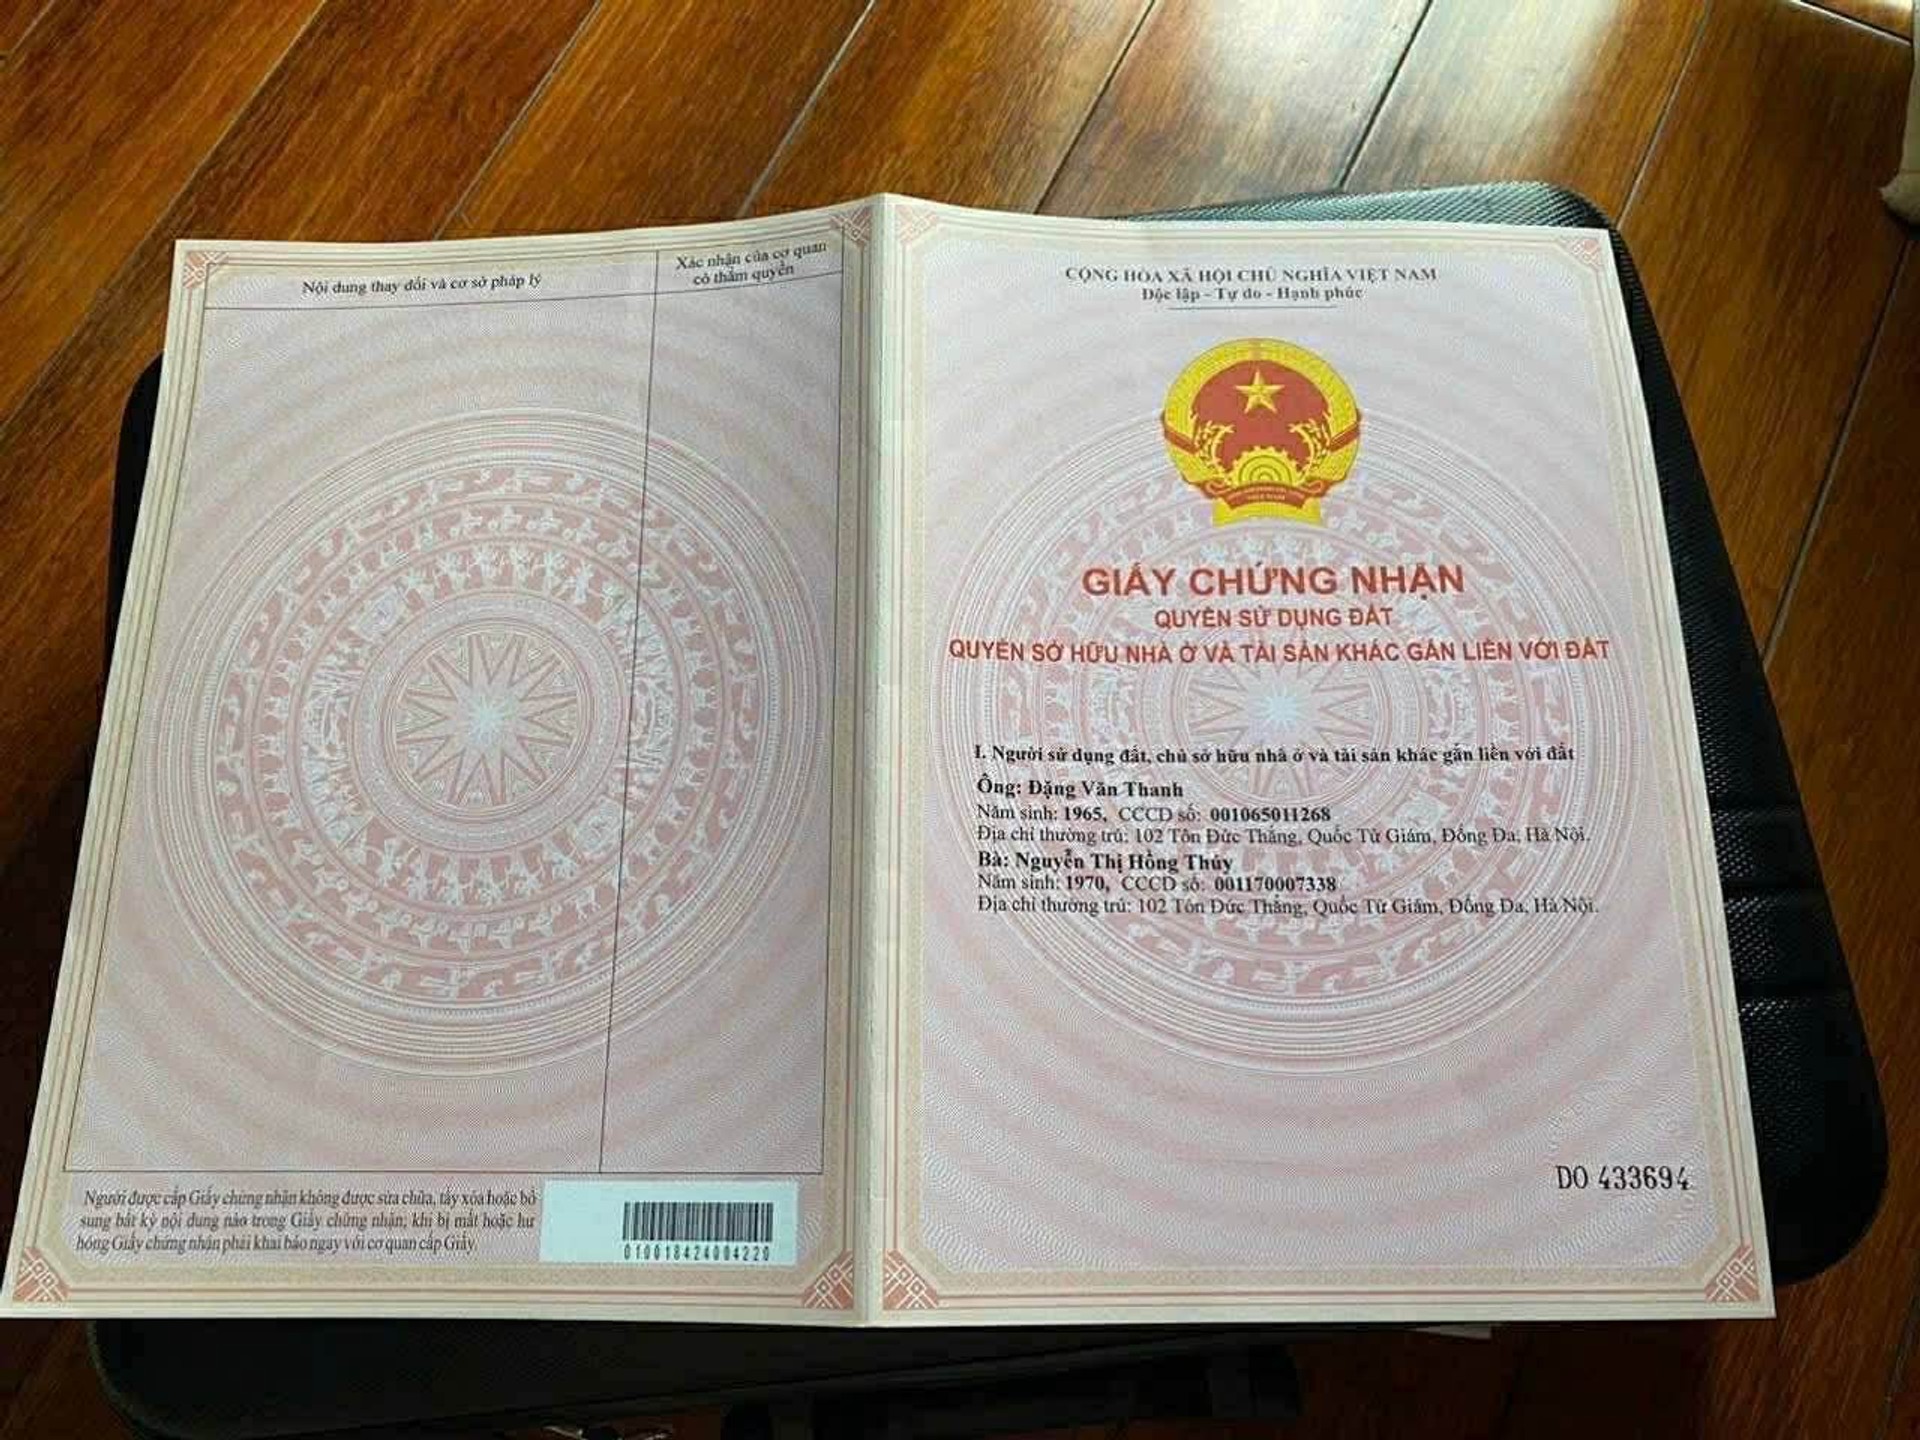 Nội dung thay đổi và cơ sở pháp lý
Xác nhận của cơ quan
có thẩm quyền
Người được cấp Giấy chứng nhận không được sửa chữa, tẩy xóa hoặc bổ
sung bất kỳ nội dung nào trong Giấy chứng nhận; khi bị mất hoặc hư
hỏng Giấy chứng nhận phải khai báo ngay với cơ quan cấp Giấy.
010018424004220
CỘNG HÒA XÃ HỘI CHỦ NGHĨA VIỆT NAM
Độc lập - Tự do - Hạnh phúc
GIẤY CHỨNG NHẬN
QUYỀN SỬ DỤNG ĐẤT
QUYỀN SỞ HỮU NHÀ Ở VÀ TÀI SẢN KHÁC GẮN LIỀN VỚI ĐẤT
I. Người sử dụng đất, chủ sở hữu nhà ở và tài sản khác gắn liền với đất
Ông: Đặng Văn Thanh
Năm sinh: 1965, CCCD số: 001065011268
Địa chỉ thường trú: 102 Tôn Đức Thắng, Quốc Tử Giám, Đống Đa, Hà Nội.
Bà: Nguyễn Thị Hồng Thúy
Năm sinh: 1970, CCCD số: 001170007338
Địa chỉ thường trú: 102 Tôn Đức Thắng, Quốc Tử Giám, Đống Đa, Hà Nội.
DO 433694